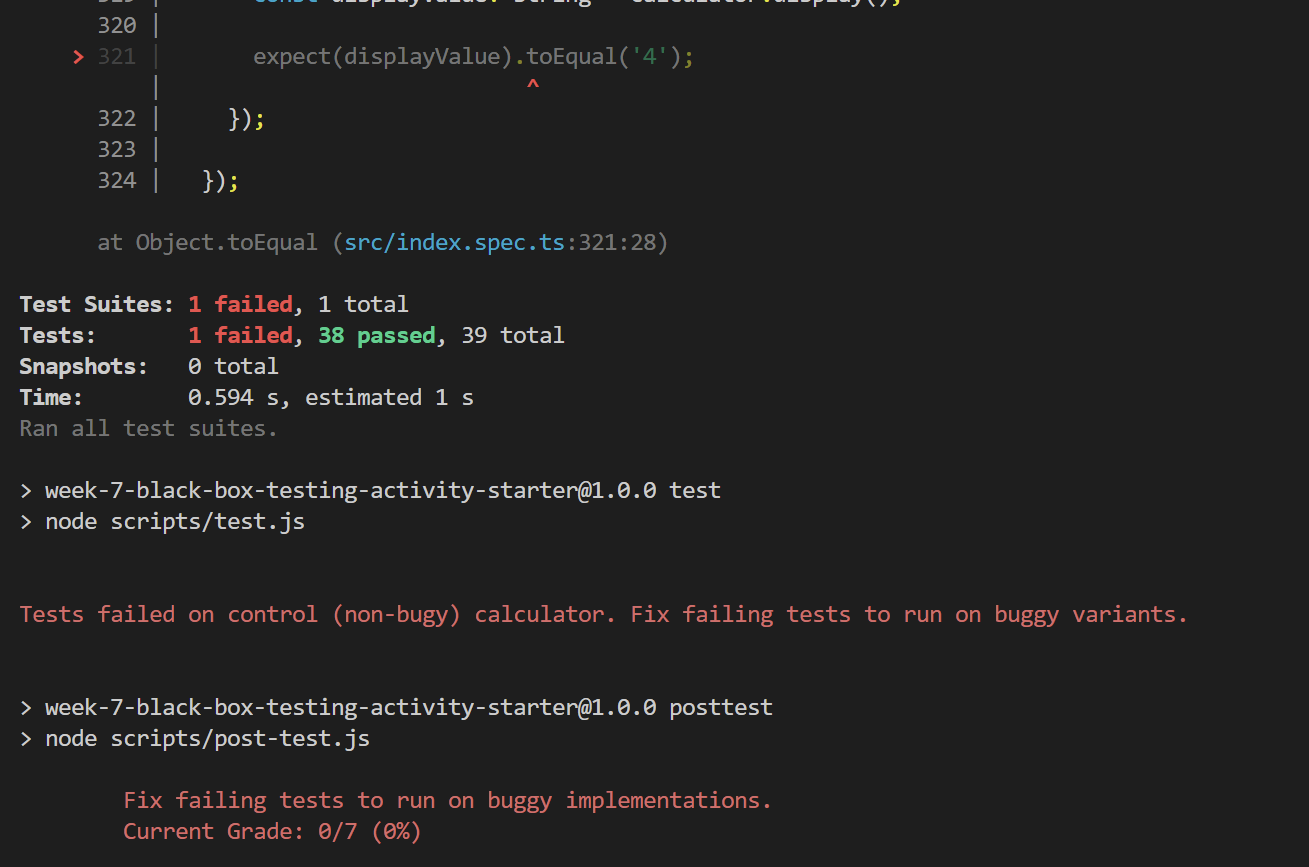 320 |
> 321 |       expect(displayValue).toEqual('4');
|                             ^
322 |     });
323 |
324 |   });
at Object.toEqual (src/index.spec.ts:321:28)
Test Suites: 1 failed, 1 total
Tests:       1 failed, 38 passed, 39 total
Snapshots:   0 total
Time:        0.594 s, estimated 1 s
Ran all test suites.
> week-7-black-box-testing-activity-starter@1.0.0 test
> node scripts/test.js
Tests failed on control (non-bugy) calculator. Fix failing tests to run on buggy variants.
> week-7-black-box-testing-activity-starter@1.0.0 posttest
> node scripts/post-test.js
Fix failing tests to run on buggy implementations.
Current Grade: 0/7 (0%)